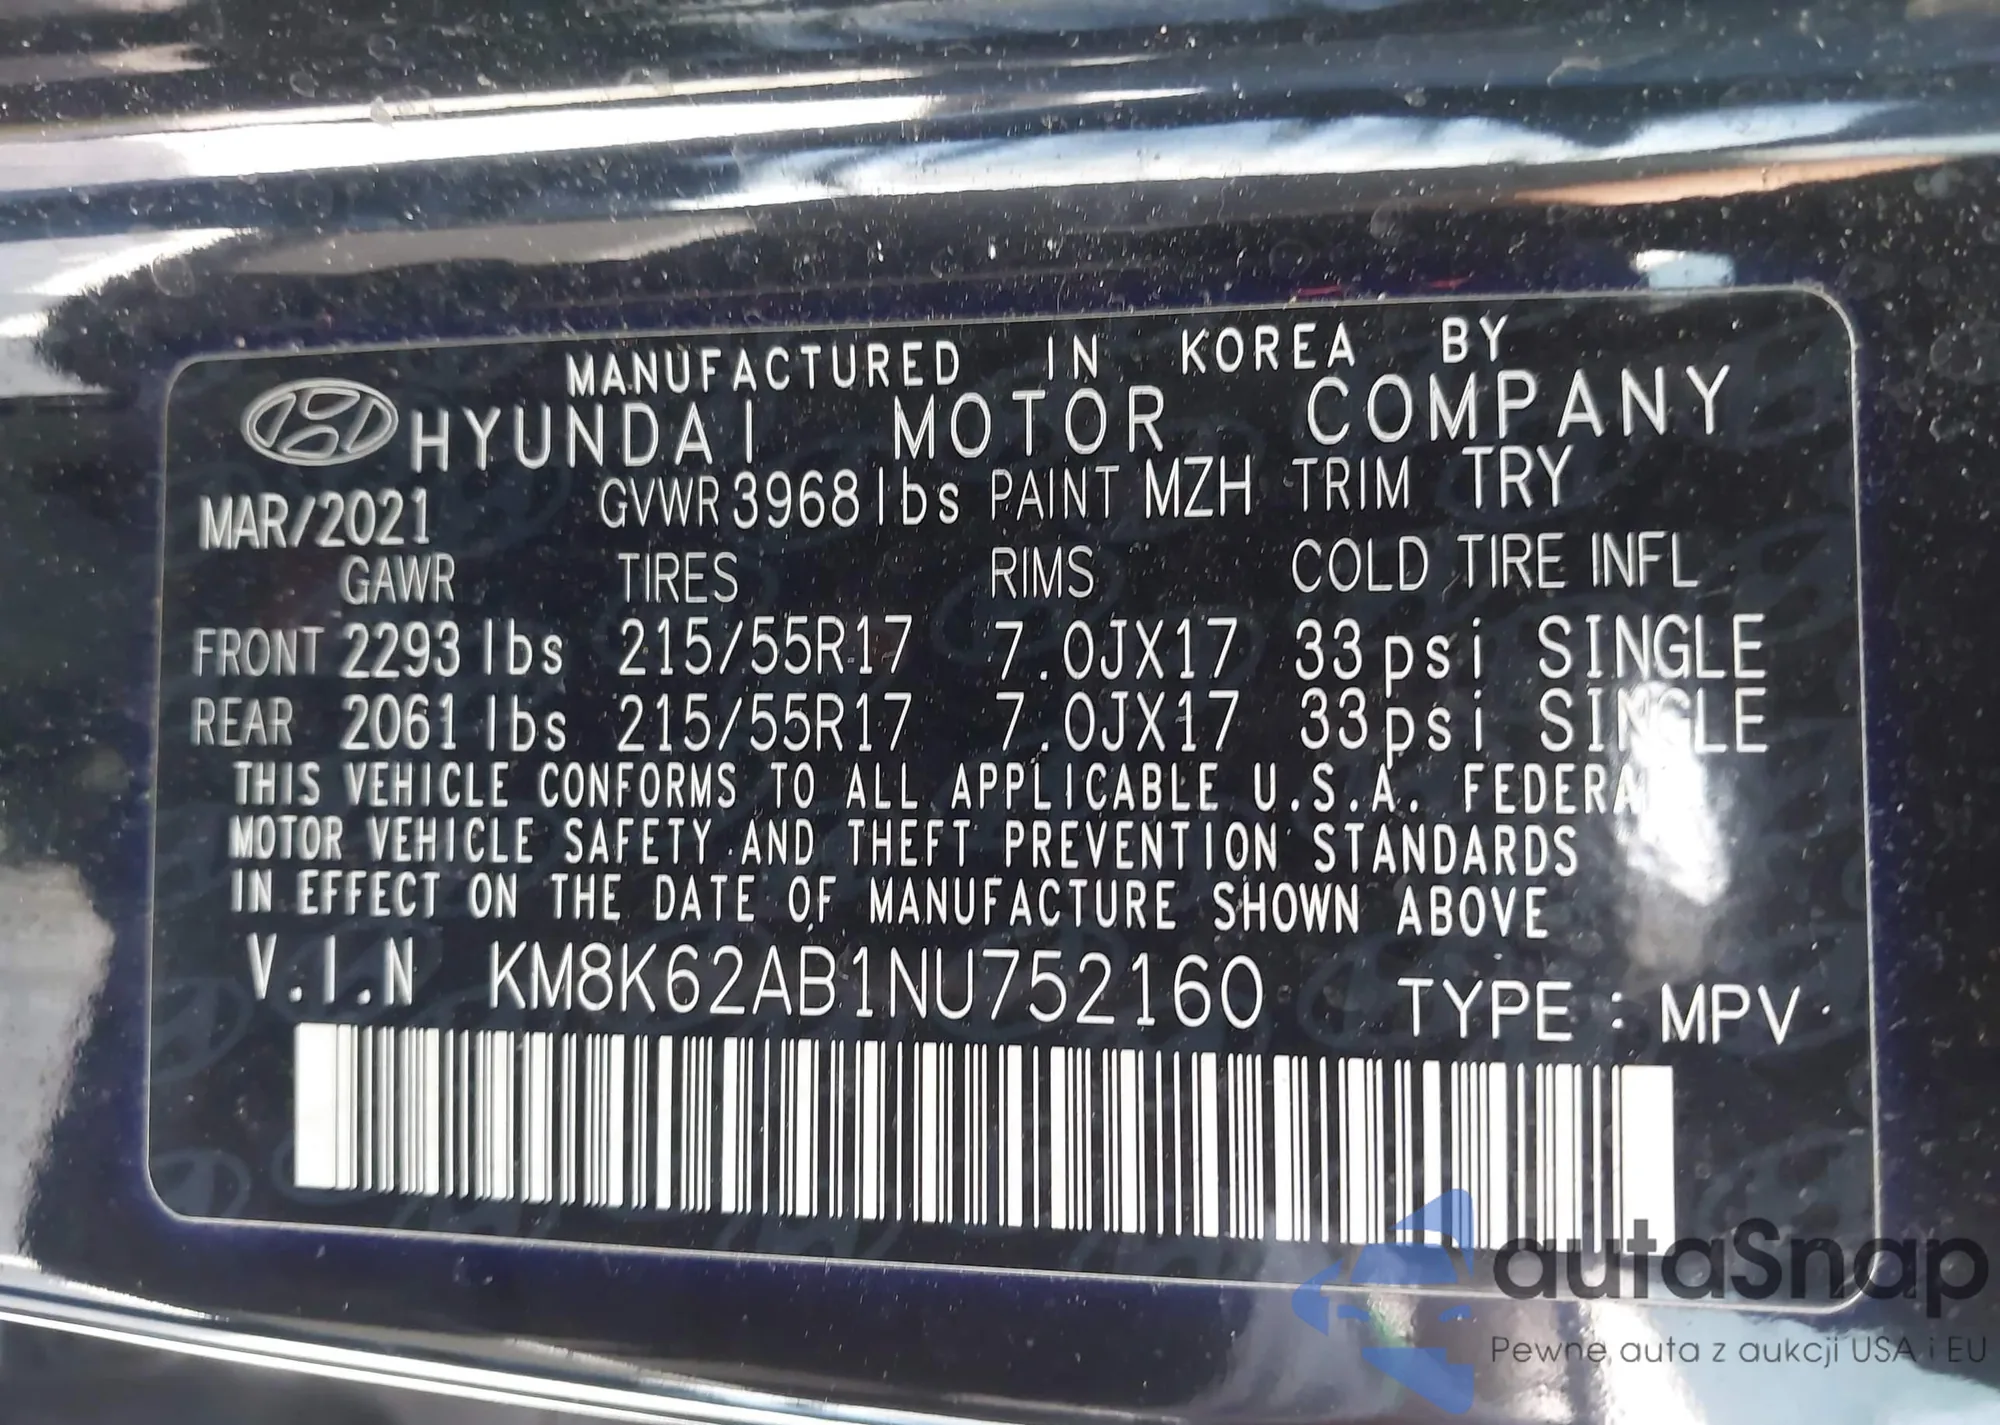 MANUFACTURED IN KOREA BY
HYUNDAI MOTOR COMPANY
MAR/2021 GVWR 3968 lbs PAINT MZH TRIM TRY
GAWR TIRES RIMS COLD TIRE INFL
FRONT 2293 lbs 215/55R17 7.0JX17 33 psi SINGLE
REAR 2061 lbs 215/55R17 7.0JX17 33 psi SINGLE
THIS VEHICLE CONFORMS TO ALL APPLICABLE U.S.A. FEDERAL
MOTOR VEHICLE SAFETY AND THEFT PREVENTION STANDARDS
IN EFFECT ON THE DATE OF MANUFACTURE SHOWN ABOVE
V.I.N KM8K62AB1NU752160 TYPE : MPV
autaSnap
Pewne auta z aukcji USA i EU